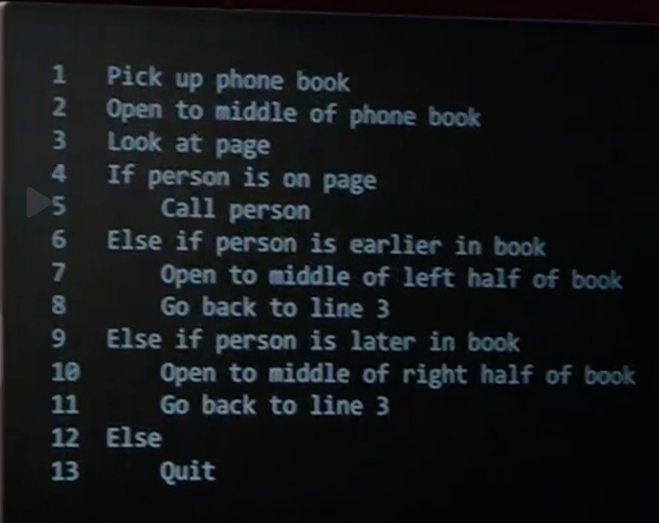 1 Pick up phone book
2 Open to middle of phone book
3 Look at page
4 If person is on page
5 Call person
6 Else if person is earlier in book
7 Open to middle of left half of book
8 Go back to line 3
9 Else if person is later in book
10 Open to middle of right half of book
11 Go back to line 3
12 Else
13 Quit